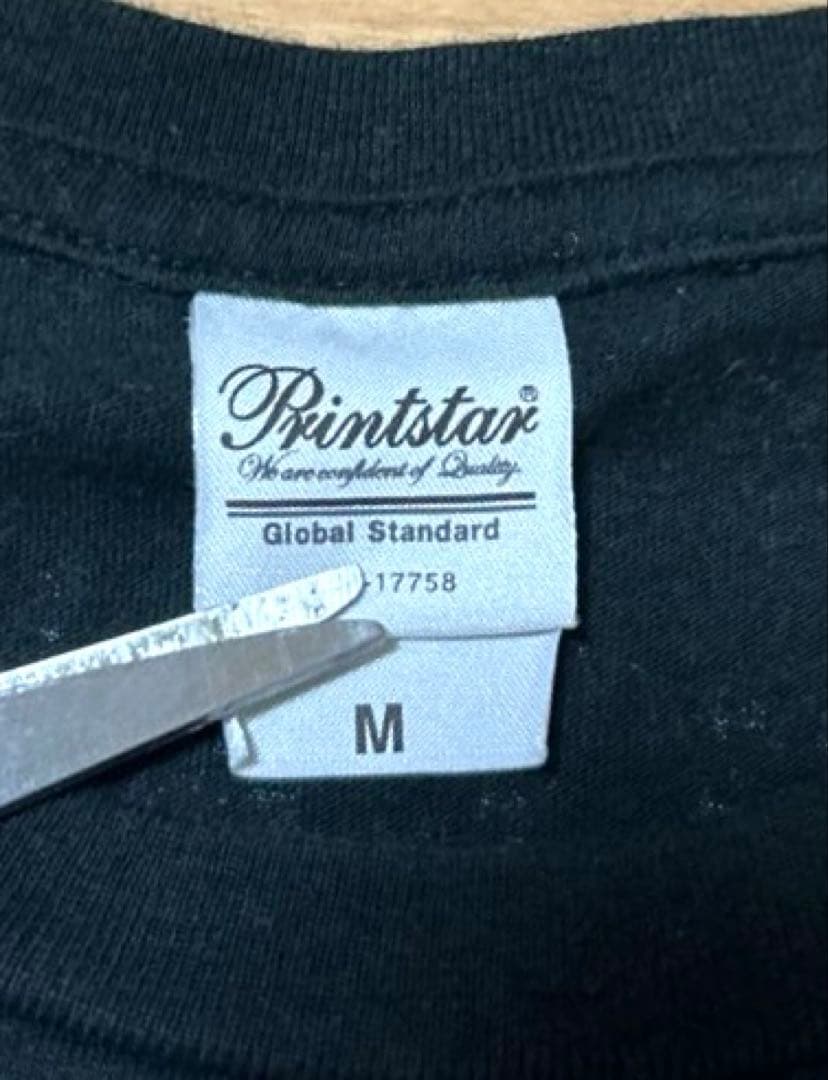 Printstar®
We are confident of Quality.
Global Standard
-17758
M